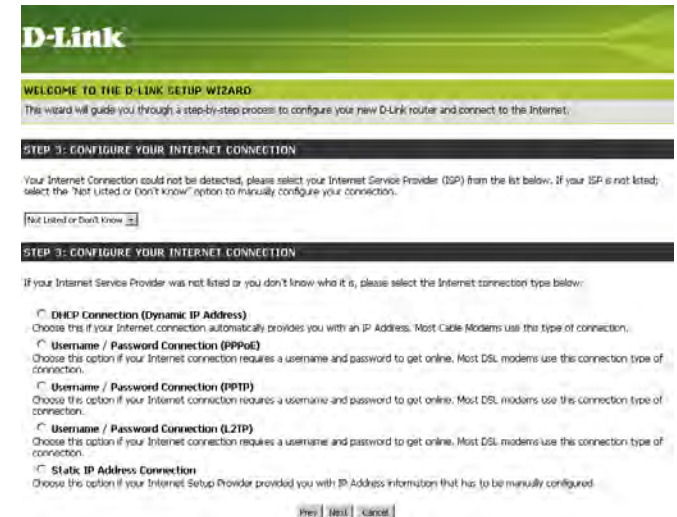 D-Link
WELCOME TO THE D-LINK SETUP WIZARD
This wizard will guide you through a step-by-step process to configure your new D-Link router and connect to the Internet.
STEP 3: CONFIGURE YOUR INTERNET CONNECTION
Your Internet Connection could not be detected, please select your Internet Service Provider (ISP) from the list below. If your ISP is not listed;
select the "Not Listed or Don't Know" option to manually configure your connection.
Not Listed or Don't Know
STEP 3: CONFIGURE YOUR INTERNET CONNECTION
If your Internet Service Provider was not listed or you don't know who it is, please select the Internet connection type below:
DHCP Connection (Dynamic IP Address)
Choose this if your Internet connection automatically provides you with an IP Address. Most Cable Modems use this type of connection.
Username / Password Connection (PPPoE)
Choose this option if your Internet connection requires a username and password to get online. Most DSL modems use this connection type of
connection.
Username / Password Connection (PPTP)
Choose this option if your Internet connection requires a username and password to get online. Most DSL modems use this connection type of
connection.
Username / Password Connection (L2TP)
Choose this option if your Internet connection requires a username and password to get online. Most DSL modems use this connection type of
connection.
Static IP Address Connection
Choose this option if your Internet Setup Provider provided you with IP Address information that has to be manually configured.
Prev Next Cancel